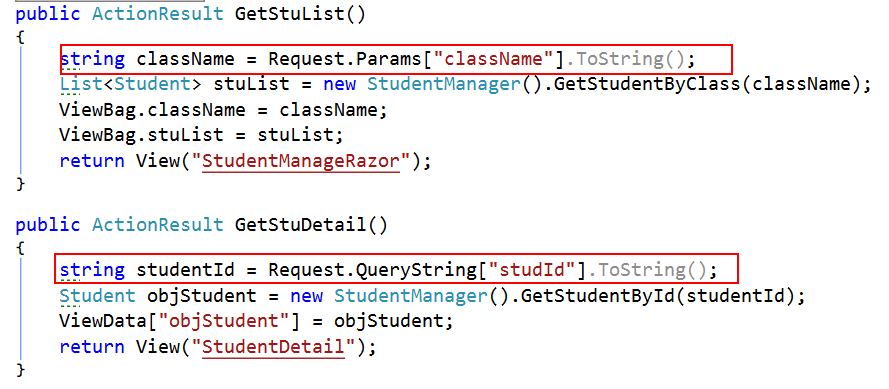 public ActionResult GetStuList()
{
string className = Request.Params["className"].ToString();
List<Student> stuList = new StudentManager().GetStudentByClass(className);
ViewBag.className = className;
ViewBag.stuList = stuList;
return View("StudentManageRazor");
}
public ActionResult GetStuDetail()
{
string studentId = Request.QueryString["studId"].ToString();
Student objStudent = new StudentManager().GetStudentById(studentId);
ViewData["objStudent"] = objStudent;
return View("StudentDetail");
}